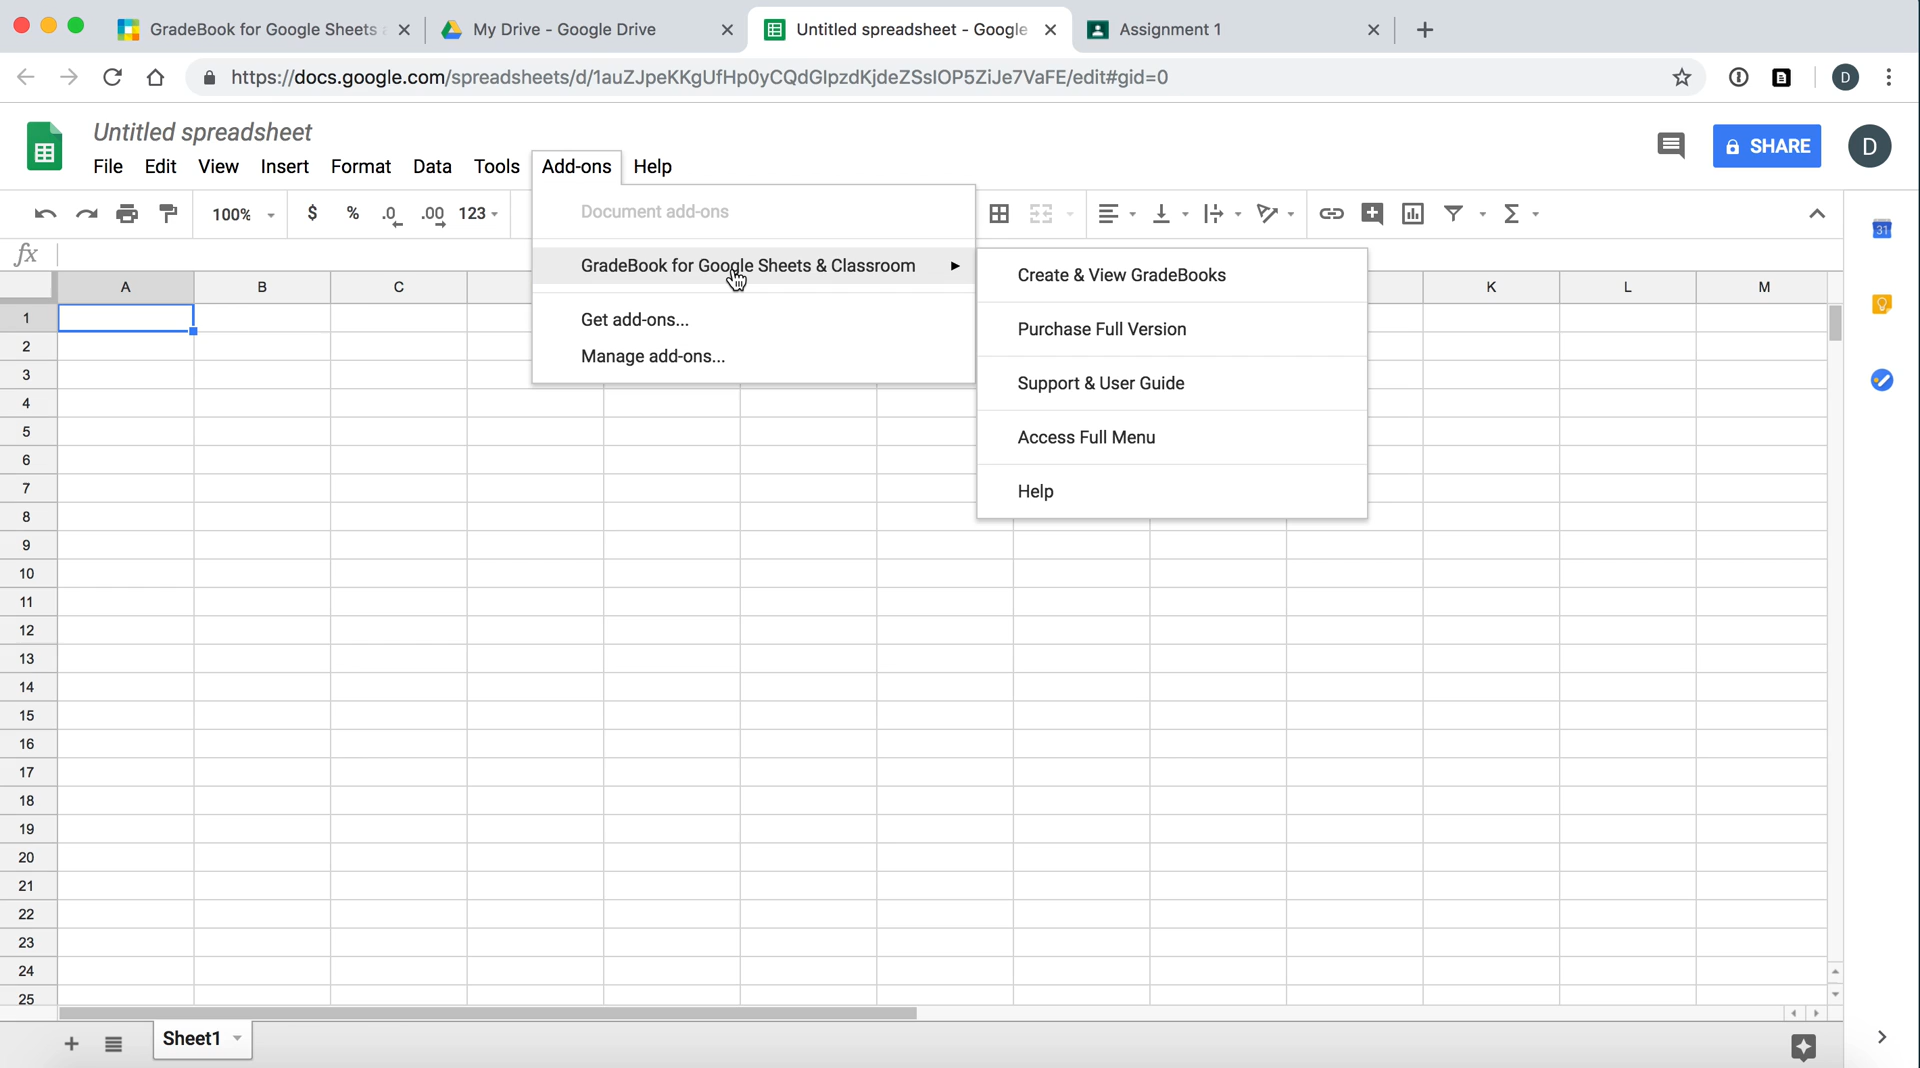 GradeBook for Google Sheets
My Drive - Google Drive
Untitled spreadsheet - Google
Assignment 1
https://docs.google.com/spreadsheets/d/1auZJpeKKgUfHp0yCQdGlpzdKjdeZSsIOP5ZiJe7VaFE/edit#gid=0
D
Untitled spreadsheet
File Edit View Insert Format Data Tools Add-ons Help
SHARE
D
100% $ % .0 .00 123
Document add-ons
31
fx
GradeBook for Google Sheets & Classroom
Create & View GradeBooks
Get add-ons...
Purchase Full Version
Manage add-ons...
Support & User Guide
Access Full Menu
Help
A B C K L M
1
2
3
4
5
6
7
8
9
10
11
12
13
14
15
16
17
18
19
20
21
22
23
24
25
Sheet1